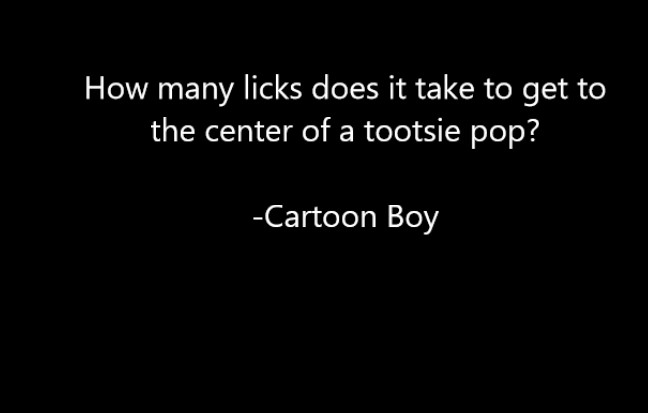 How many licks does it take to get to
the center of a tootsie pop?
-Cartoon Boy